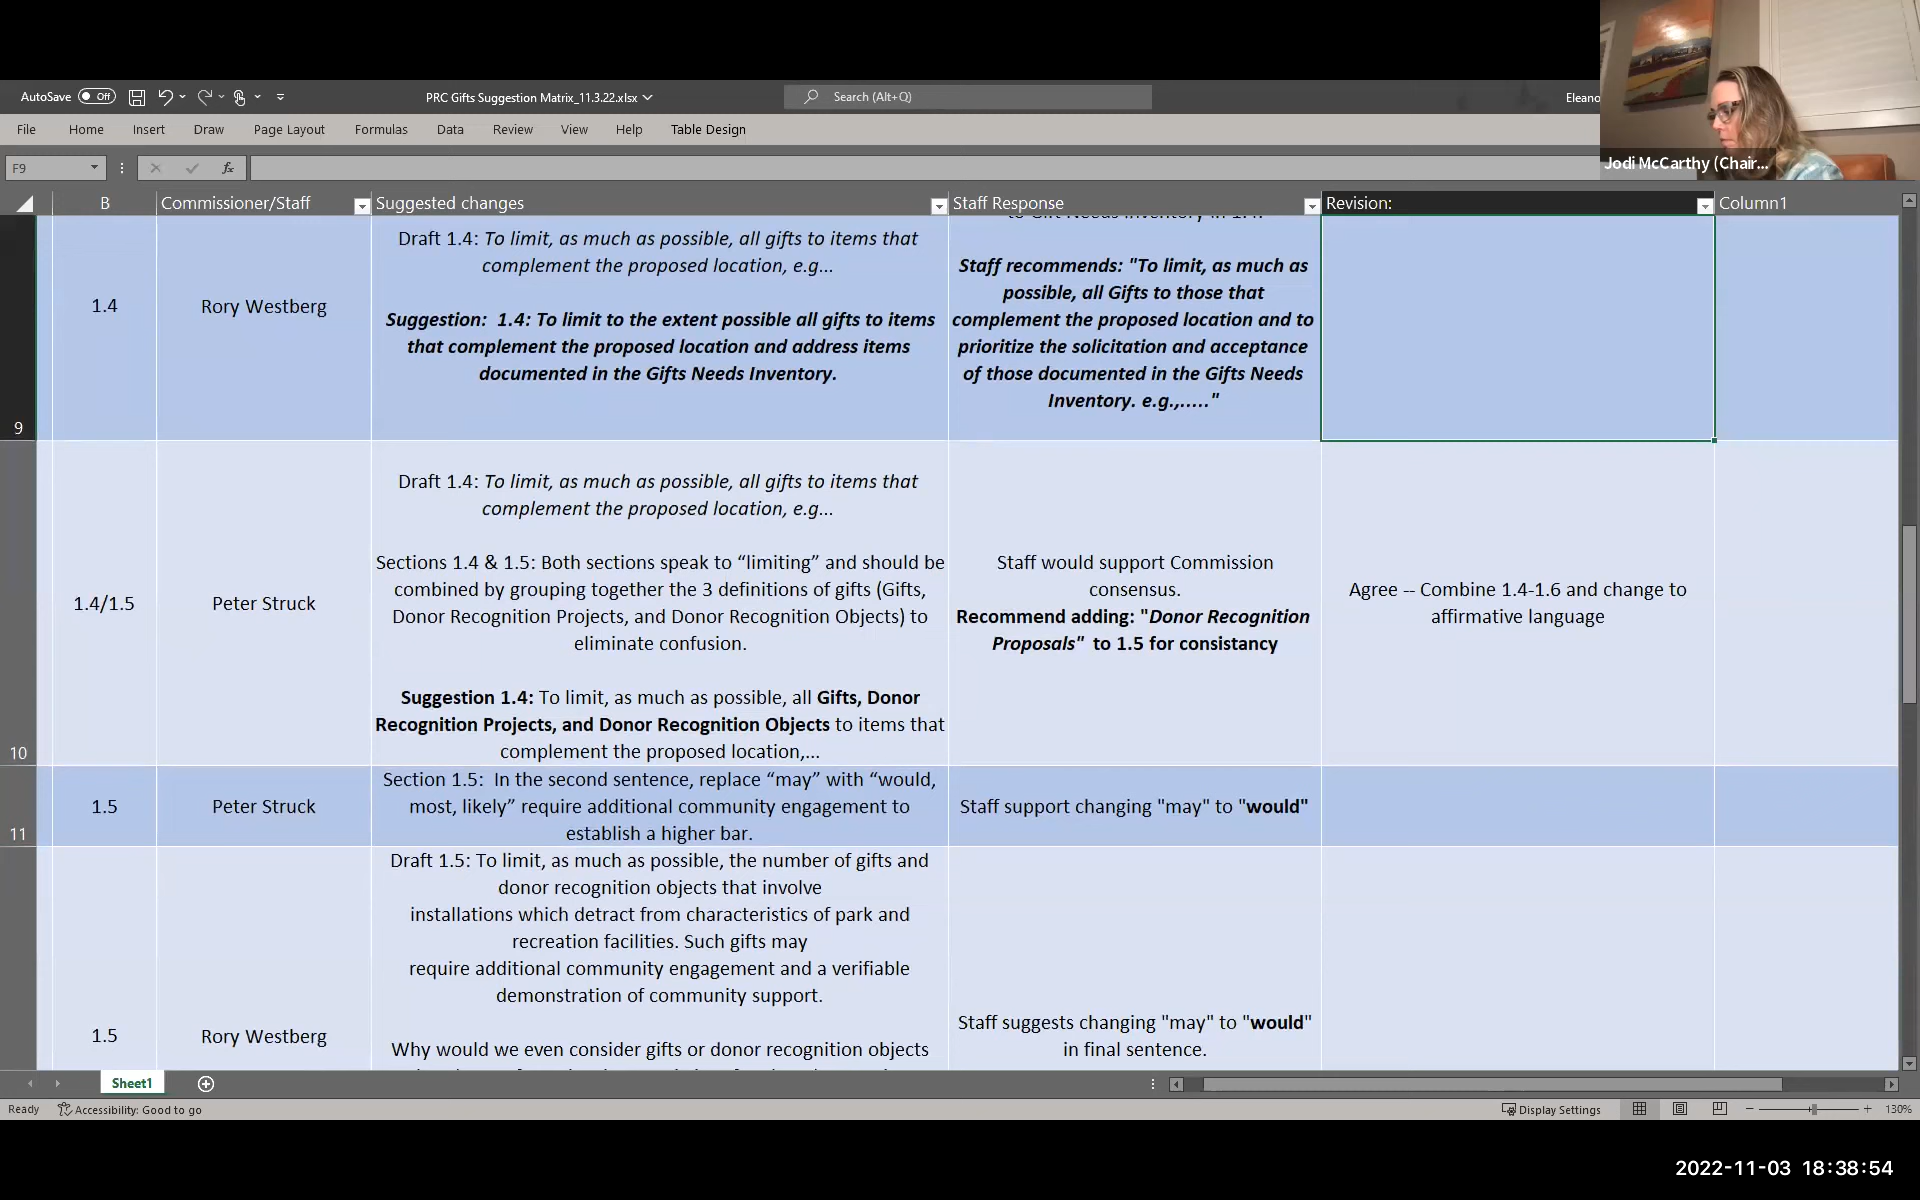 AutoSave Off
PRC Gifts Suggestion Matrix_11.3.22.xlsx
Search (Alt+Q)
Eleano
File Home Insert Draw Page Layout Formulas Data Review View Help Table Design
Jodi McCarthy (Chair...
F9
fx
B Commissioner/Staff Suggested changes Staff Response Revision: Column1
9
1.4
Rory Westberg
Draft 1.4: To limit, as much as possible, all gifts to items that
complement the proposed location, e.g...
Suggestion: 1.4: To limit to the extent possible all gifts to items
that complement the proposed location and address items
documented in the Gifts Needs Inventory.
to Gift Needs Inventory in 1.4.
Staff recommends: "To limit, as much as
possible, all Gifts to those that
complement the proposed location and to
prioritize the solicitation and acceptance
of those documented in the Gifts Needs
Inventory. e.g.,....."
10
1.4/1.5
Peter Struck
Draft 1.4: To limit, as much as possible, all gifts to items that
complement the proposed location, e.g...
Sections 1.4 & 1.5: Both sections speak to “limiting” and should be
combined by grouping together the 3 definitions of gifts (Gifts,
Donor Recognition Projects, and Donor Recognition Objects) to
eliminate confusion.
Suggestion 1.4: To limit, as much as possible, all Gifts, Donor
Recognition Projects, and Donor Recognition Objects to items that
complement the proposed location,...
Staff would support Commission
consensus.
Recommend adding: "Donor Recognition
Proposals" to 1.5 for consistancy
Agree -- Combine 1.4-1.6 and change to
affirmative language
11
1.5
Peter Struck
Section 1.5: In the second sentence, replace “may” with “would,
most, likely” require additional community engagement to
establish a higher bar.
Staff support changing "may" to "would"
1.5
Rory Westberg
Draft 1.5: To limit, as much as possible, the number of gifts and
donor recognition objects that involve
installations which detract from characteristics of park and
recreation facilities. Such gifts may
require additional community engagement and a verifiable
demonstration of community support.
Why would we even consider gifts or donor recognition objects
Staff suggests changing "may" to "would"
in final sentence.
Sheet1
Ready Accessibility: Good to go
Display Settings
130%
2022-11-03 18:38:54